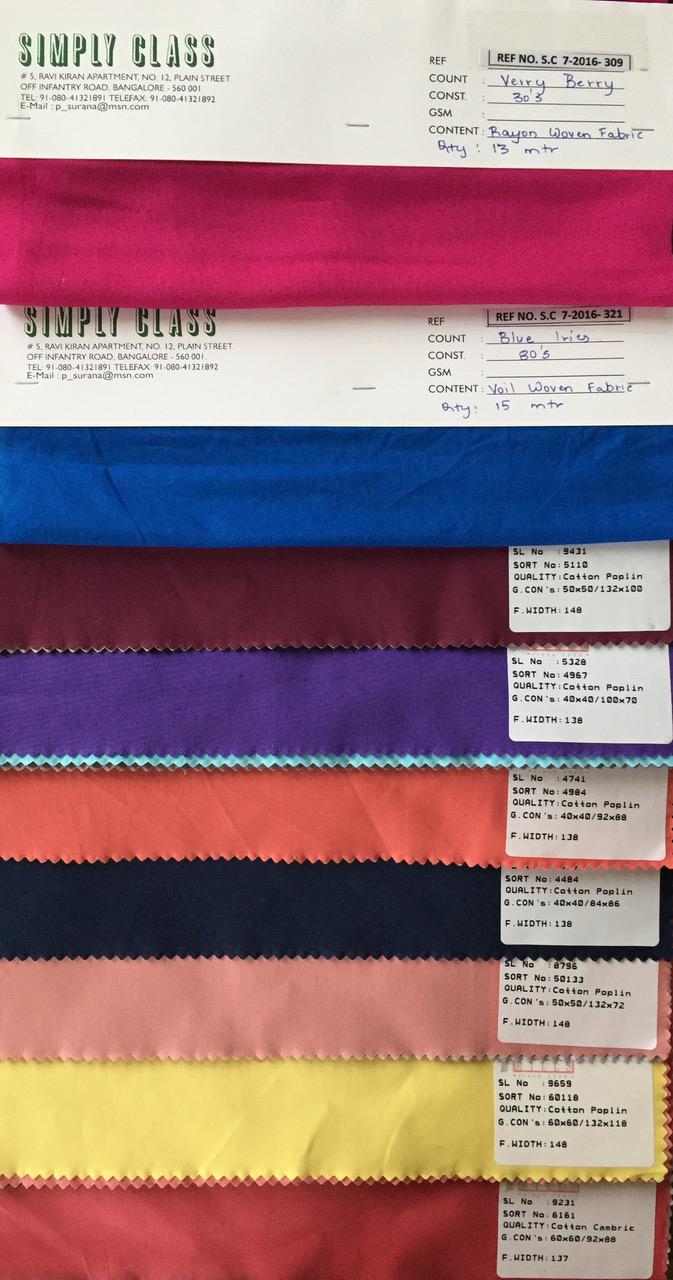 SIMPLY CLASS
# 5, RAVI KIRAN APARTMENT, NO. 12, PLAIN STREET,
OFF INFANTRY ROAD, BANGALORE - 560 001.
TEL: 91-080-41321891 TELEFAX: 91-080-41321892
E-Mail : p_surana@msn.com
REF REF NO. S.C 7-2016- 309
COUNT : Verry Berry
CONST. : 30's
GSM :
CONTENT: Rayon Woven Fabric
Qty : 13 mtr
SIMPLY CLASS
# 5, RAVI KIRAN APARTMENT, NO. 12, PLAIN STREET.
OFF INFANTRY ROAD, BANGALORE - 560 001.
TEL: 91-080-41321891 TELEFAX: 91-080-41321892
E-Mail : p_surana@msn.com
REF REF NO. S.C 7-2016- 321
COUNT : Blue Iries
CONST. : 80's
GSM :
CONTENT: Voil Woven Fabric
Qty: 15 mtr
SL No :9431
SORT No:5110
QUALITY:Cotton Poplin
G.CON's:50x50/132x100
F.WIDTH:148
SL No :5328
SORT No:4967
QUALITY:Cotton Poplin
G.CON's:40x40/100x70
F.WIDTH:138
SL No :4741
SORT No:4984
QUALITY:Cotton Poplin
G.CON's:40x40/92x88
F.WIDTH:138
SORT No:4484
QUALITY:Cotton Poplin
G.CON's:40x40/84x86
F.WIDTH:138
SL No :8796
SORT No:50133
QUALITY:Cotton Poplin
G.CON's:50x50/132x72
F.WIDTH:148
SL No :9659
SORT No:60118
QUALITY:Cotton Poplin
G.CON's:60x60/132x118
F.WIDTH:148
SL No :9231
SORT No:6161
QUALITY:Cotton Cambric
G.CON's:60x60/92x88
F.WIDTH:137